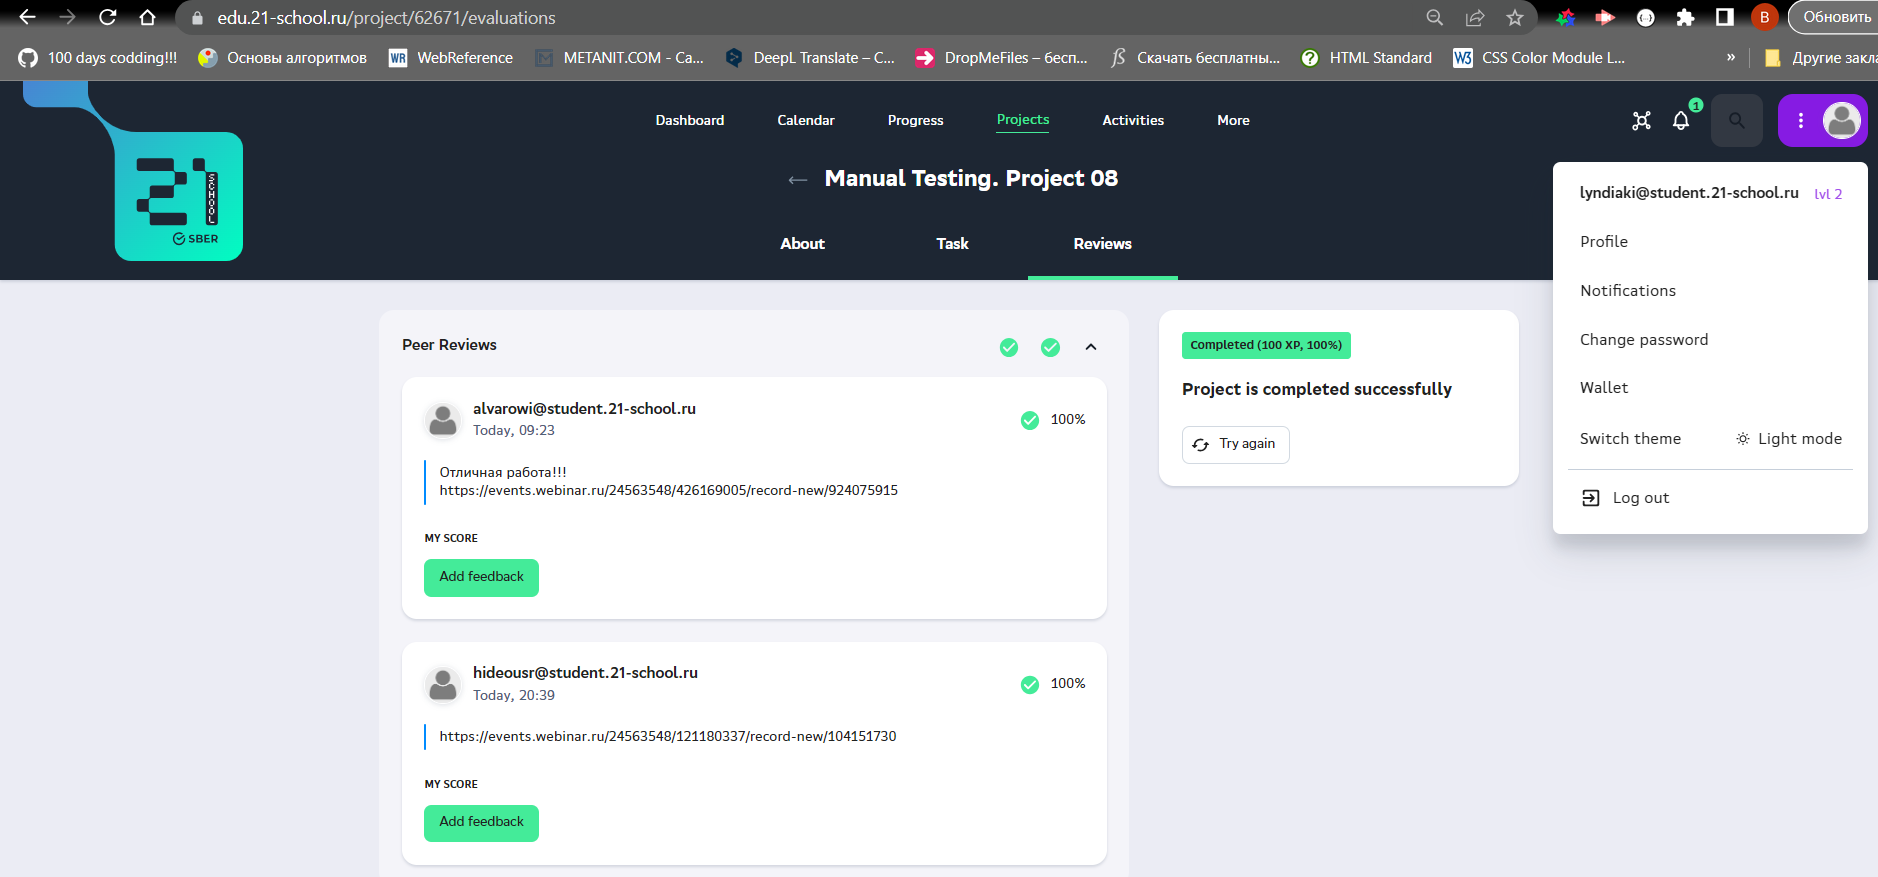 edu.21-school.ru/project/62671/evaluations
B
Обновить
100 days codding!!!
Основы алгоритмов
WR WebReference
METANIT.COM - Са...
DeepL Translate – С...
DropMeFiles – бесп...
Скачать бесплатны...
HTML Standard
W3 CSS Color Module L...
»
Другие закла
21
SCHOOL
SBER
Dashboard
Calendar
Progress
Projects
Activities
More
1
← Manual Testing. Project 08
About
Task
Reviews
lyndiaki@student.21-school.ru lvl 2
Profile
Notifications
Change password
Wallet
Switch theme Light mode
Log out
Peer Reviews
alvarowi@student.21-school.ru
Today, 09:23
100%
Отличная работа!!!
https://events.webinar.ru/24563548/426169005/record-new/924075915
MY SCORE
Add feedback
hideousr@student.21-school.ru
Today, 20:39
100%
https://events.webinar.ru/24563548/121180337/record-new/104151730
MY SCORE
Add feedback
Completed (100 XP, 100%)
Project is completed successfully
Try again